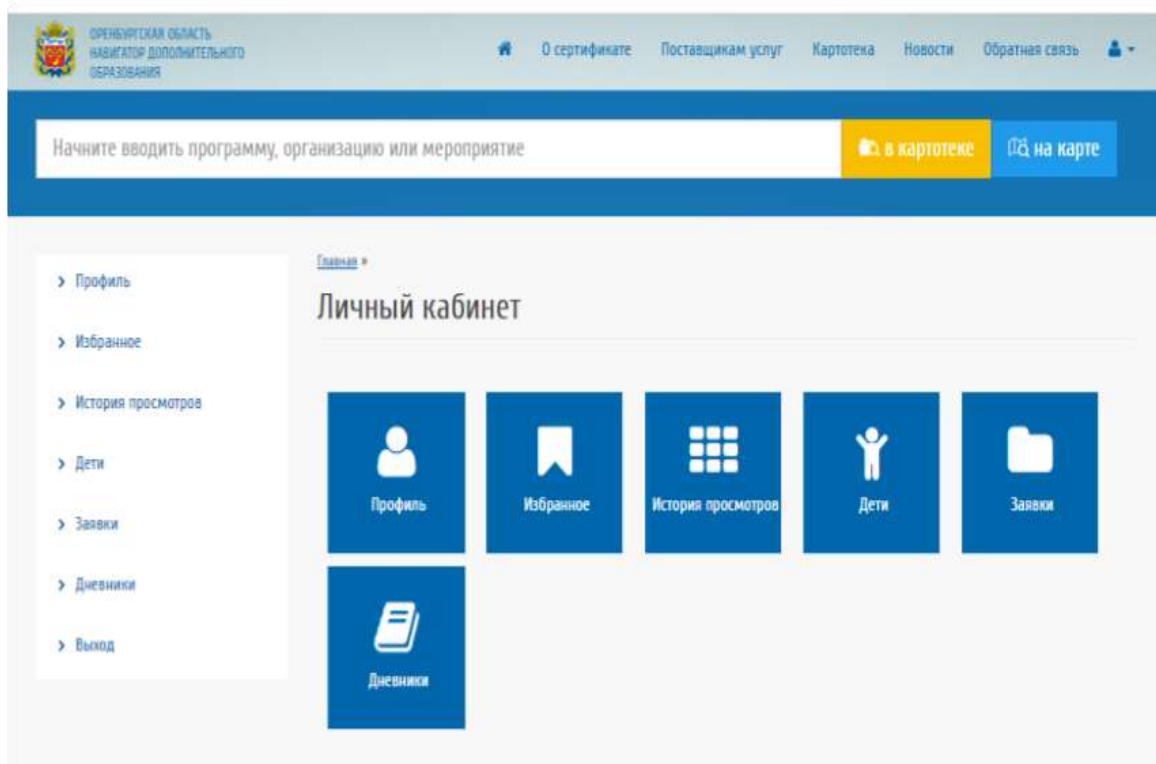 ОРЕНБУРГСКАЯ ОБЛАСТЬ
НАВИГАТОР ДОПОЛНИТЕЛЬНОГО
ОБРАЗОВАНИЯ
О сертификате Поставщикам услуг Картотека Новости Обратная связь
Начните вводить программу, организацию или мероприятие
в картотеке
на карте
Профиль
Избранное
История просмотров
Дети
Заявки
Дневники
Выход
Главная »
Личный кабинет
Профиль
Избранное
История просмотров
Дети
Заявки
Дневники